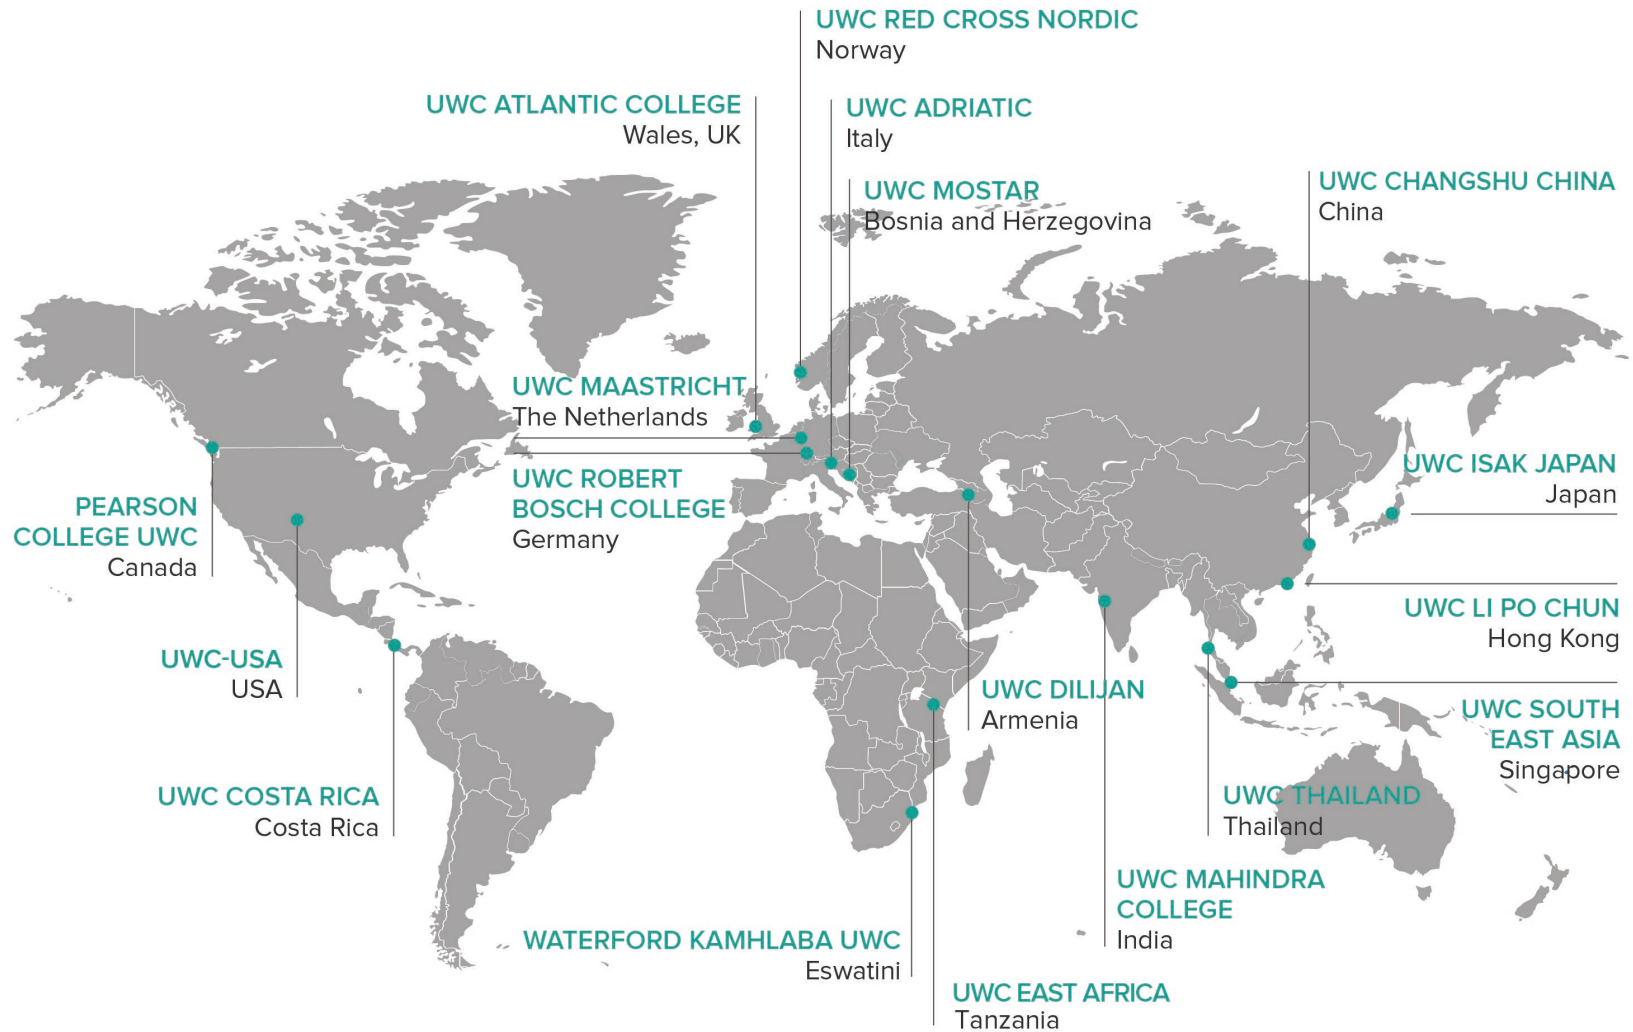 UWC RED CROSS NORDIC
Norway
UWC ATLANTIC COLLEGE
Wales, UK
UWC ADRIATIC
Italy
UWC MOSTAR
Bosnia and Herzegovina
UWC CHANGSHU CHINA
China
UWC MAASTRICHT
The Netherlands
UWC ROBERT
BOSCH COLLEGE
Germany
UWC ISAK JAPAN
Japan
PEARSON
COLLEGE UWC
Canada
UWC LI PO CHUN
Hong Kong
UWC-USA
USA
UWC DILIJAN
Armenia
UWC SOUTH
EAST ASIA
Singapore
UWC COSTA RICA
Costa Rica
UWC THAILAND
Thailand
UWC MAHINDRA
COLLEGE
India
WATERFORD KAMHLABA UWC
Eswatini
UWC EAST AFRICA
Tanzania